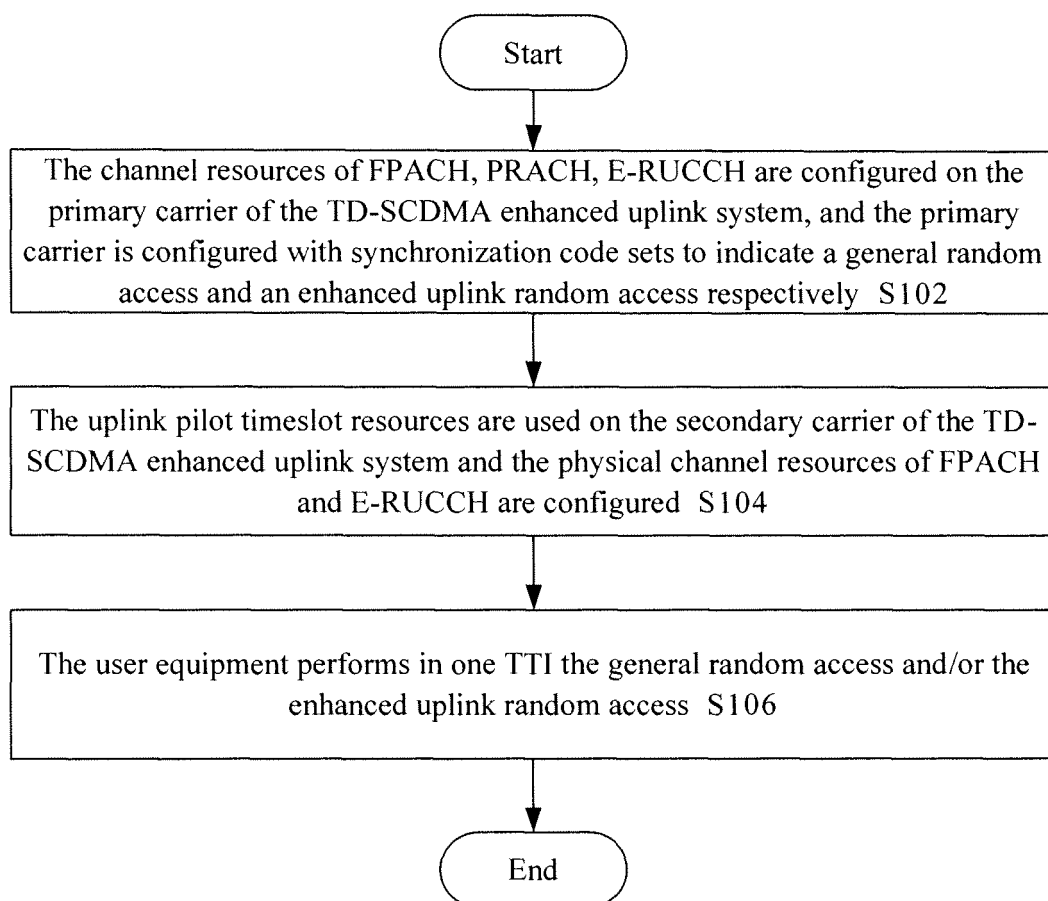 Start
The channel resources of FPACH, PRACH, E-RUCCH are configured on the
primary carrier of the TD-SCDMA enhanced uplink system, and the primary
carrier is configured with synchronization code sets to indicate a general random
access and an enhanced uplink random access respectively S102
The uplink pilot timeslot resources are used on the secondary carrier of the TD-
SCDMA enhanced uplink system and the physical channel resources of FPACH
and E-RUCCH are configured S104
The user equipment performs in one TTI the general random access and/or the
enhanced uplink random access S106
End